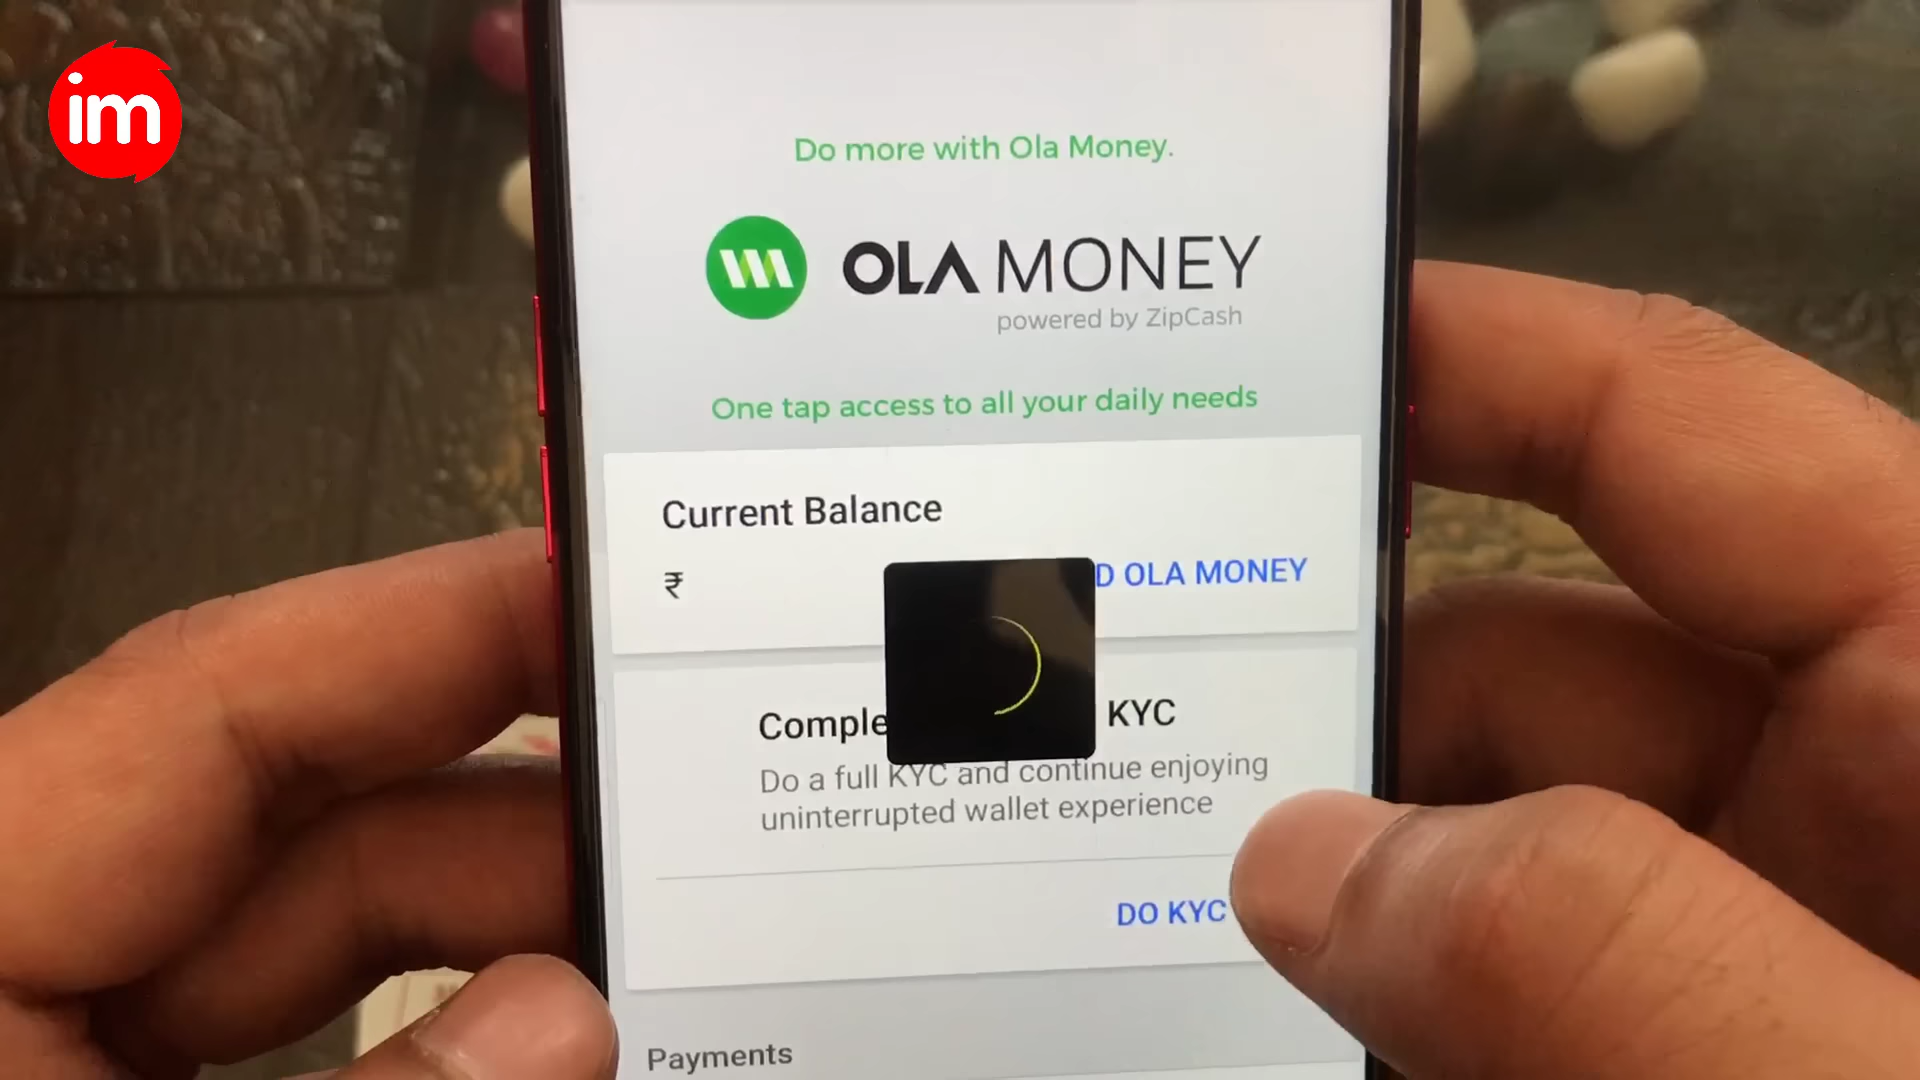 im
Do more with Ola Money.
OLA MONEY
powered by ZipCash
One tap access to all your daily needs
Current Balance
₹
D OLA MONEY
Comple KYC
Do a full KYC and continue enjoying
uninterrupted wallet experience
DO KYC
Payments